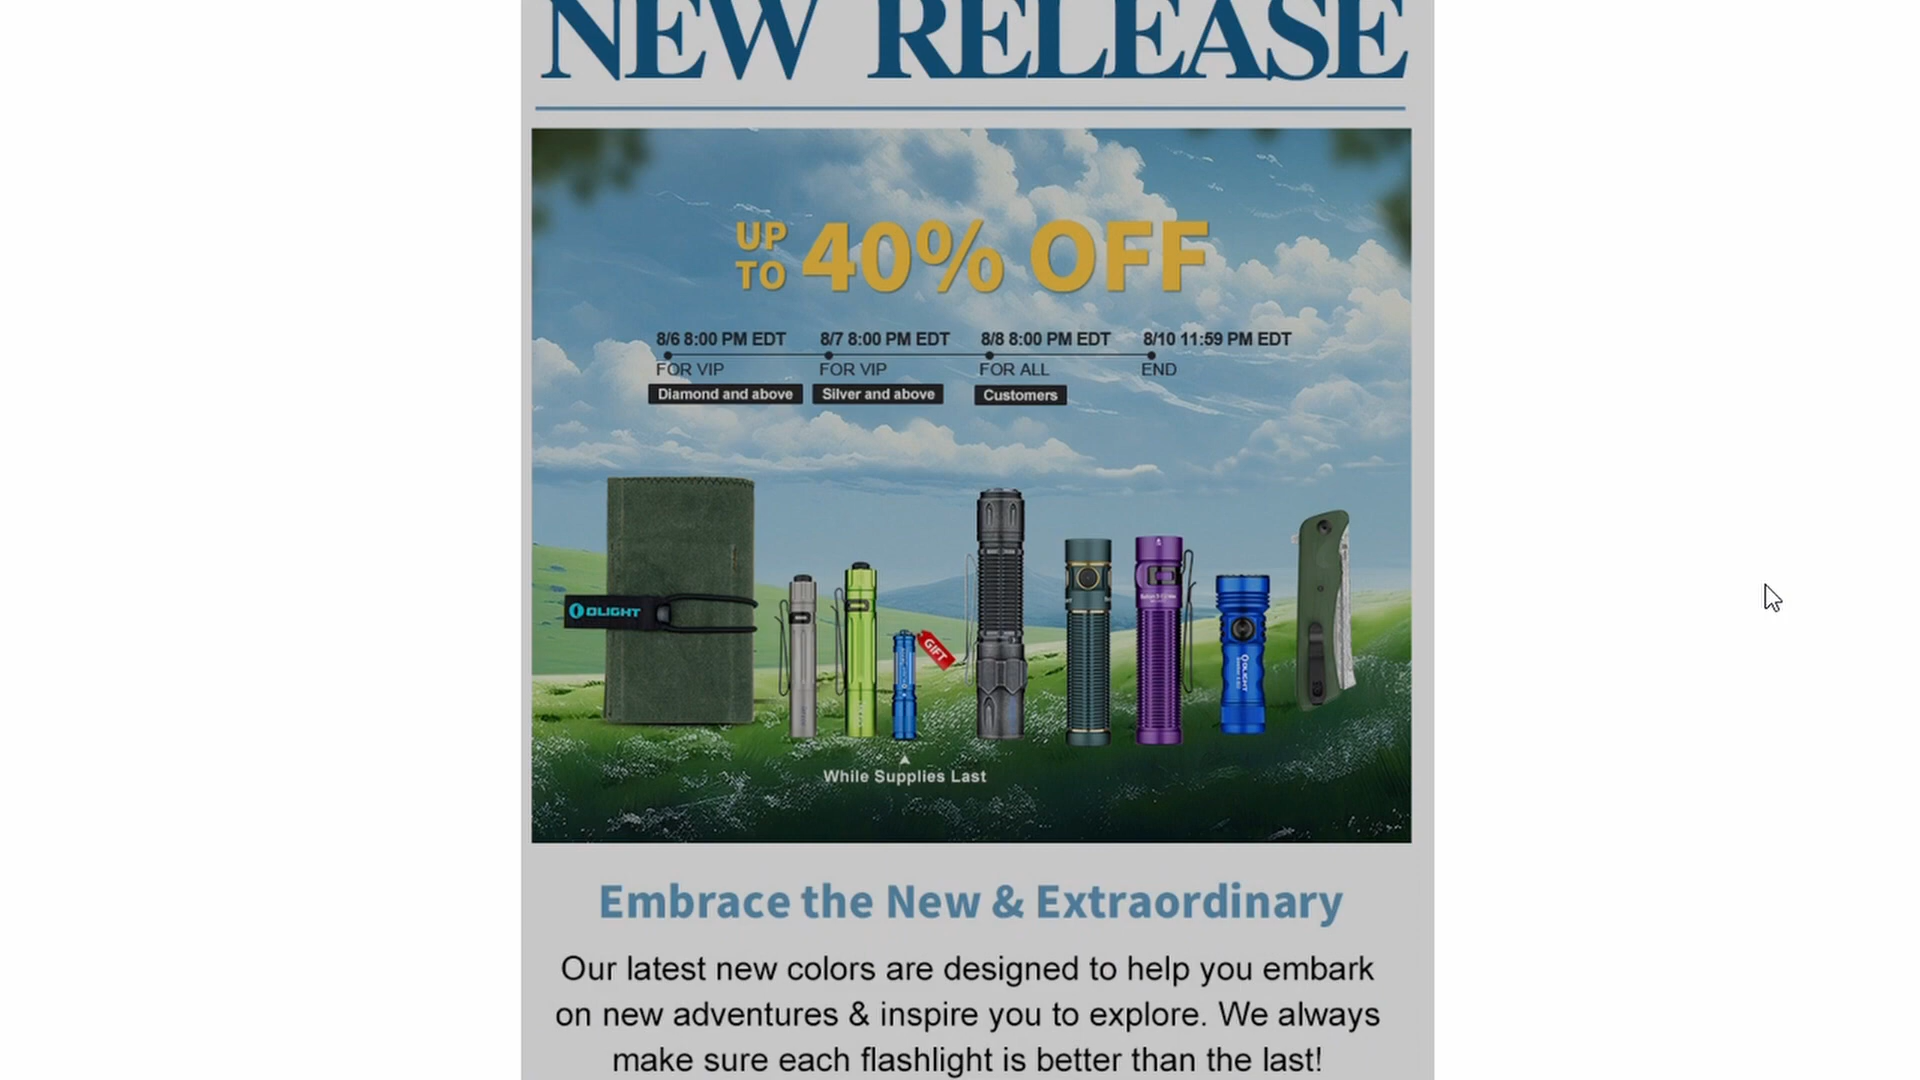 NEW RELEASE
UP TO 40% OFF
8/6 8:00 PM EDT
8/7 8:00 PM EDT
8/8 8:00 PM EDT
8/10 11:59 PM EDT
FOR VIP
FOR VIP
FOR ALL
END
Diamond and above
Silver and above
Customers
OLIGHT
GIFT
OLIGHT
While Supplies Last
Embrace the New & Extraordinary
Our latest new colors are designed to help you embark
on new adventures & inspire you to explore. We always
make sure each flashlight is better than the last!